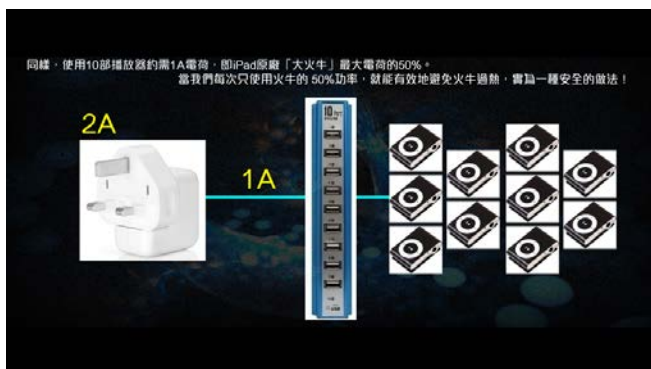 同樣，使用10部播放器約需1A電荷，即iPad原廠「大火牛」最大電荷的50%。
當我們每次只使用火牛的 50%功率，就能有效地避免火牛過熱，實為一種安全的做法！
2A
1A
10